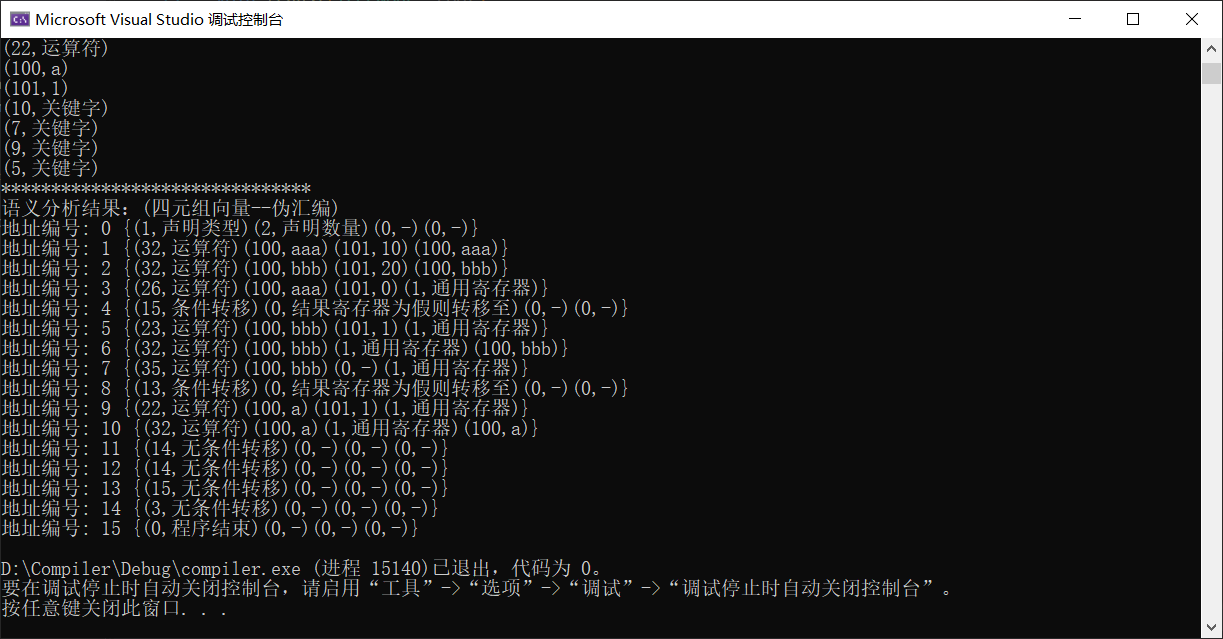 Microsoft Visual Studio 调试控制台
(22,运算符)
(100,a)
(101,1)
(10,关键字)
(7,关键字)
(9,关键字)
(5,关键字)
*******************************
语义分析结果: (四元组向量--伪汇编)
地址编号: 0 {(1,声明类型)(2,声明数量)(0,-)(0,-)}
地址编号: 1 {(32,运算符)(100,aaa)(101,10)(100,aaa)}
地址编号: 2 {(32,运算符)(100,bbb)(101,20)(100,bbb)}
地址编号: 3 {(26,运算符)(100,aaa)(101,0)(1,通用寄存器)}
地址编号: 4 {(15,条件转移)(0,结果寄存器为假则转移至)(0,-)(0,-)}
地址编号: 5 {(23,运算符)(100,bbb)(101,1)(1,通用寄存器)}
地址编号: 6 {(32,运算符)(100,bbb)(1,通用寄存器)(100,bbb)}
地址编号: 7 {(35,运算符)(100,bbb)(0,-)(1,通用寄存器)}
地址编号: 8 {(13,条件转移)(0,结果寄存器为假则转移至)(0,-)(0,-)}
地址编号: 9 {(22,运算符)(100,a)(101,1)(1,通用寄存器)}
地址编号: 10 {(32,运算符)(100,a)(1,通用寄存器)(100,a)}
地址编号: 11 {(14,无条件转移)(0,-)(0,-)(0,-)}
地址编号: 12 {(14,无条件转移)(0,-)(0,-)(0,-)}
地址编号: 13 {(15,无条件转移)(0,-)(0,-)(0,-)}
地址编号: 14 {(3,无条件转移)(0,-)(0,-)(0,-)}
地址编号: 15 {(0,程序结束)(0,-)(0,-)(0,-)}
D:\Compiler\Debug\compiler.exe (进程 15140)已退出，代码为 0。
要在调试停止时自动关闭控制台，请启用“工具”->“选项”->“调试”->“调试停止时自动关闭控制台”。
按任意键关闭此窗口. . .